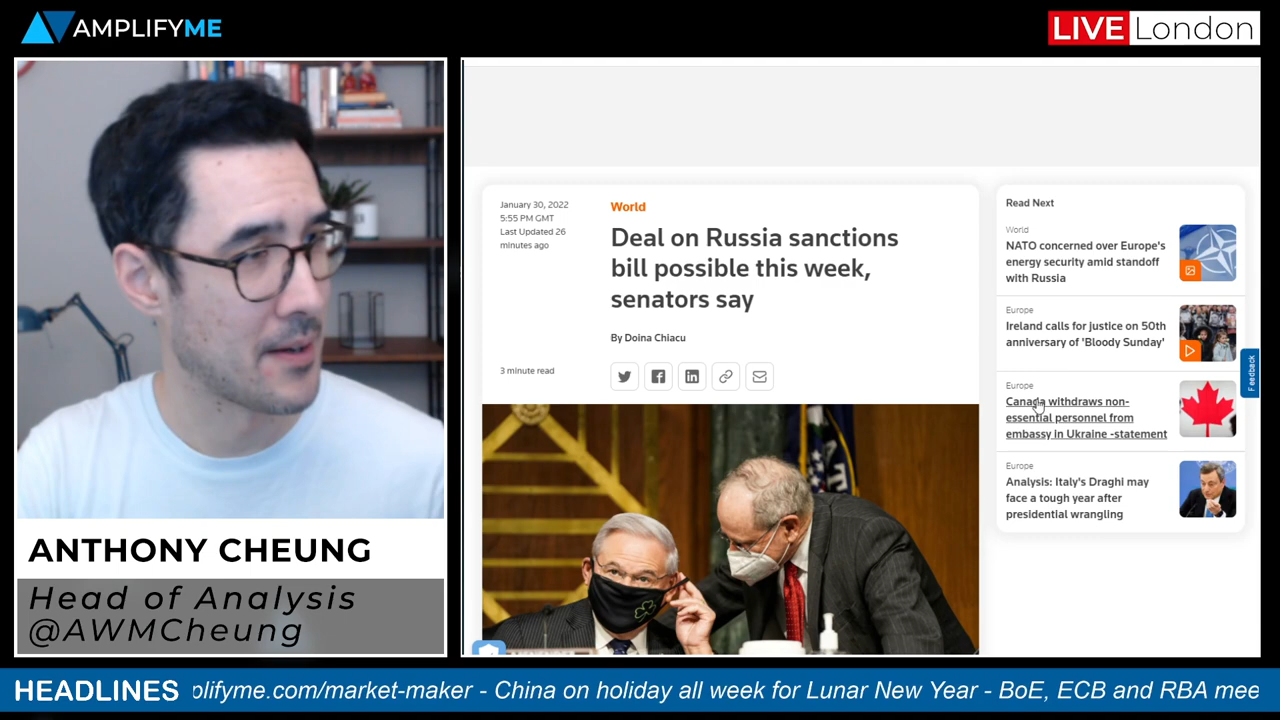 AMPLIFYME
LIVE London
January 30, 2022
5:55 PM GMT
Last Updated 26
minutes ago
World
Deal on Russia sanctions
bill possible this week,
senators say
By Doina Chiacu
3 minute read
Read Next
World
NATO concerned over Europe's
energy security amid standoff
with Russia
Europe
Ireland calls for justice on 50th
anniversary of 'Bloody Sunday'
Europe
Canada withdraws non-
essential personnel from
embassy in Ukraine -statement
Europe
Analysis: Italy's Draghi may
face a tough year after
presidential wrangling
Feedback
ANTHONY CHEUNG
Head of Analysis
@AWMCheung
HEADLINES plifyme.com/market-maker - China on holiday all week for Lunar New Year - BoE, ECB and RBA mee